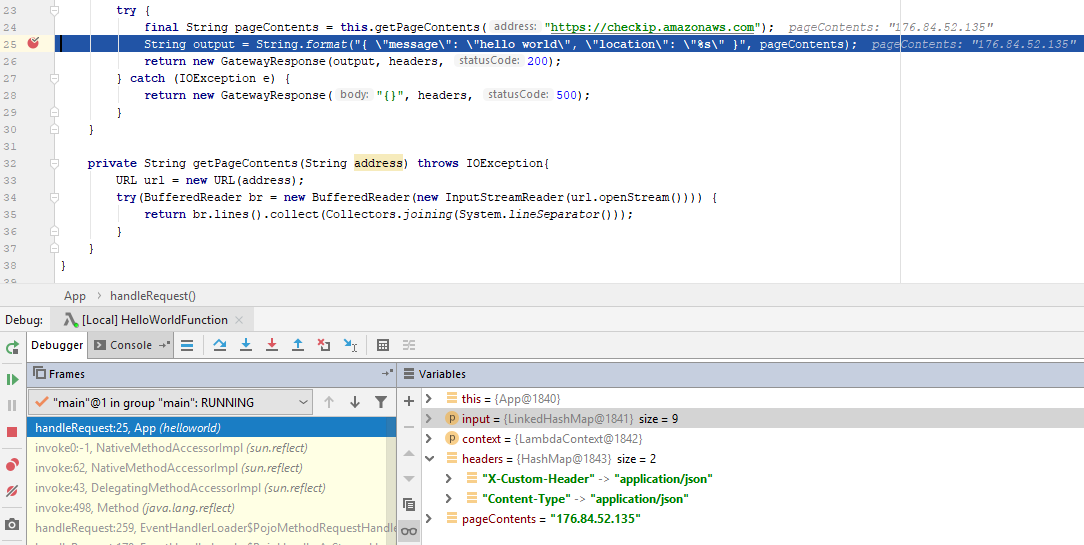 23 try {
24 final String pageContents = this.getPageContents( address: "https://checkip.amazonaws.com"); pageContents: "176.84.52.135"
25 String output = String.format("{ \"message\": \"hello world\", \"location\": \"%s\" }", pageContents); pageContents: "176.84.52.135"
26 return new GatewayResponse(output, headers, statusCode: 200);
27 } catch (IOException e) {
28 return new GatewayResponse( body: "{}", headers, statusCode: 500);
29 }
30 }
31
32 private String getPageContents(String address) throws IOException{
33 URL url = new URL(address);
34 try(BufferedReader br = new BufferedReader(new InputStreamReader(url.openStream()))) {
35 return br.lines().collect(Collectors.joining(System.lineSeparator()));
36 }
37 }
38 }
39
App › handleRequest()
Debug: [Local] HelloWorldFunction
Debugger Console
Frames
Variables
"main"@1 in group "main": RUNNING
handleRequest:25, App (helloworld)
invoke0:-1, NativeMethodAccessorImpl (sun.reflect)
invoke:62, NativeMethodAccessorImpl (sun.reflect)
invoke:43, DelegatingMethodAccessorImpl (sun.reflect)
invoke:498, Method (java.lang.reflect)
handleRequest:259, EventHandlerLoader$PojoMethodRequestHandle
this = {App@1840}
input = {LinkedHashMap@1841} size = 9
context = {LambdaContext@1842}
headers = {HashMap@1843} size = 2
"X-Custom-Header" -> "application/json"
"Content-Type" -> "application/json"
pageContents = "176.84.52.135"